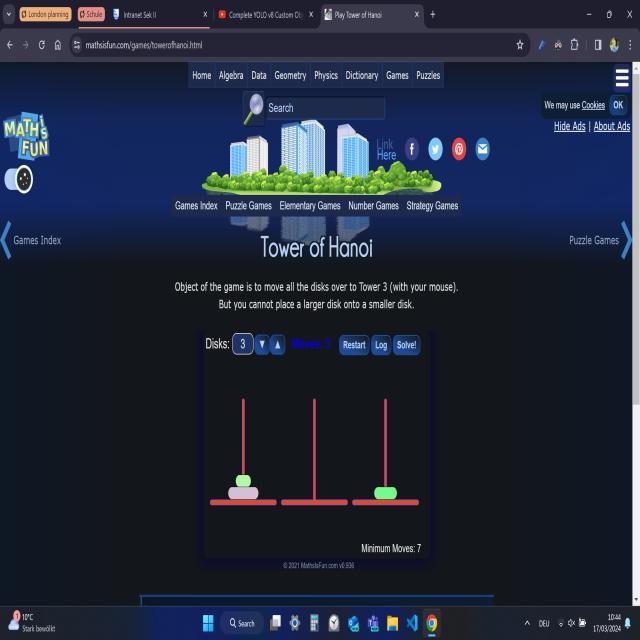 London planning
Schule
Intranet Sek II
Complete YOLO v8 Custom Ob
Play Tower of Hanoi
mathsisfun.com/games/towerofhanoi.html
Home Algebra Data Geometry Physics Dictionary Games Puzzles
Search
We may use Cookies OK
Hide Ads | About Ads
MATH IS FUN
Link
Here
Games Index Puzzle Games Elementary Games Number Games Strategy Games
Games Index
Puzzle Games
Tower of Hanoi
Object of the game is to move all the disks over to Tower 3 (with your mouse).
But you cannot place a larger disk onto a smaller disk.
Disks: 3 ▼ ▲ Moves: Restart Log Solve!
Minimum Moves: 7
© 2021 MathsIsFun.com v0.936
10°C
Stark bewölkt
Search
DEU
10:44
17/03/2024